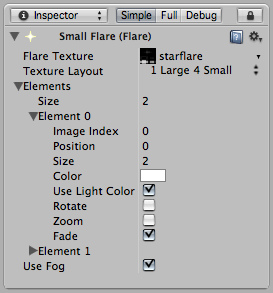 Inspector Simple Full Debug
Small Flare (Flare)
Flare Texture starflare
Texture Layout 1 Large 4 Small
Elements
Size 2
Element 0
Image Index 0
Position 0
Size 2
Color
Use Light Color
Rotate
Zoom
Fade
Element 1
Use Fog